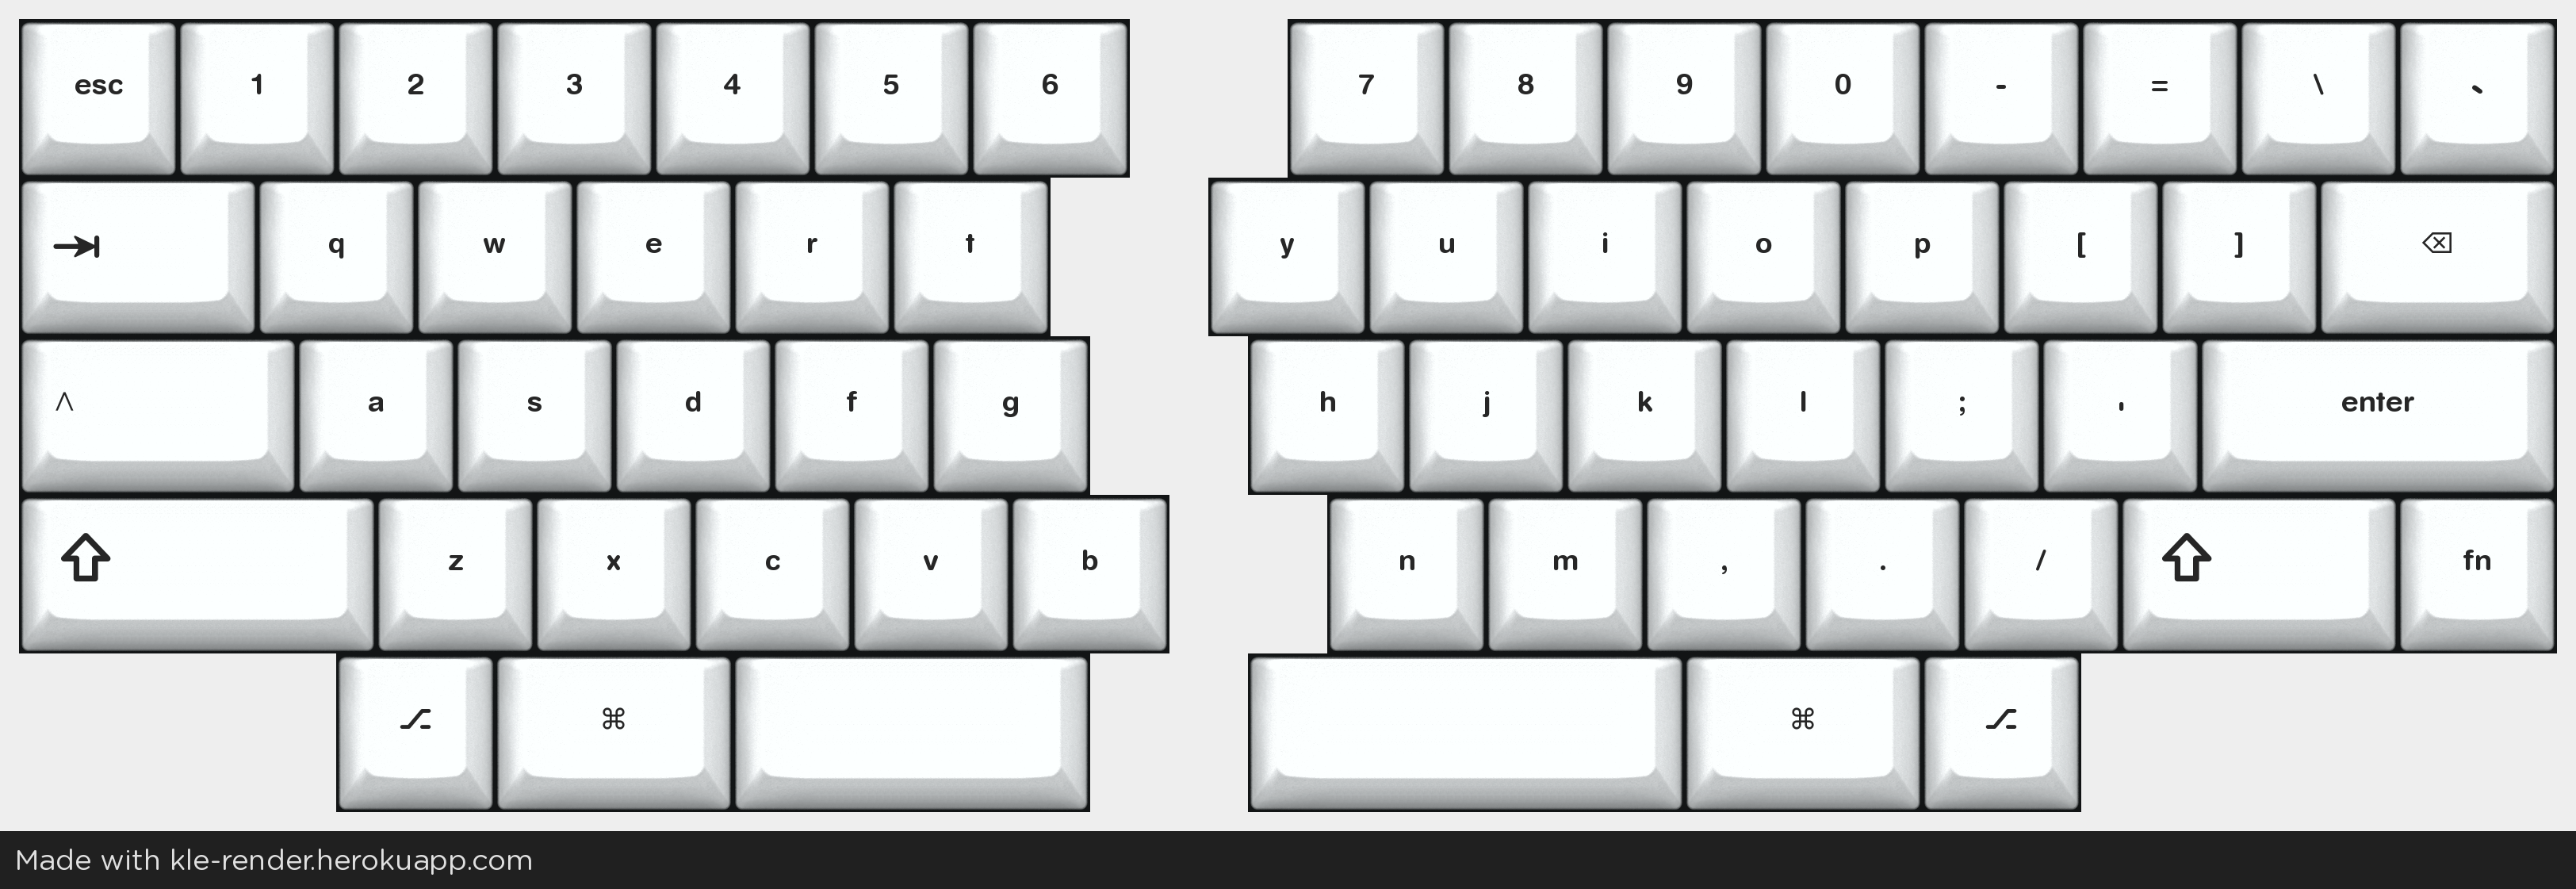 esc 1 2 3 4 5 6 7 8 9 0 - = \ `
⇥ q w e r t y u i o p [ ] ⌫
^ a s d f g h j k l ; ' enter
⇧ z x c v b n m , . / ⇧ fn
⌥ ⌘ ⌘ ⌥
Made with kle-render.herokuapp.com